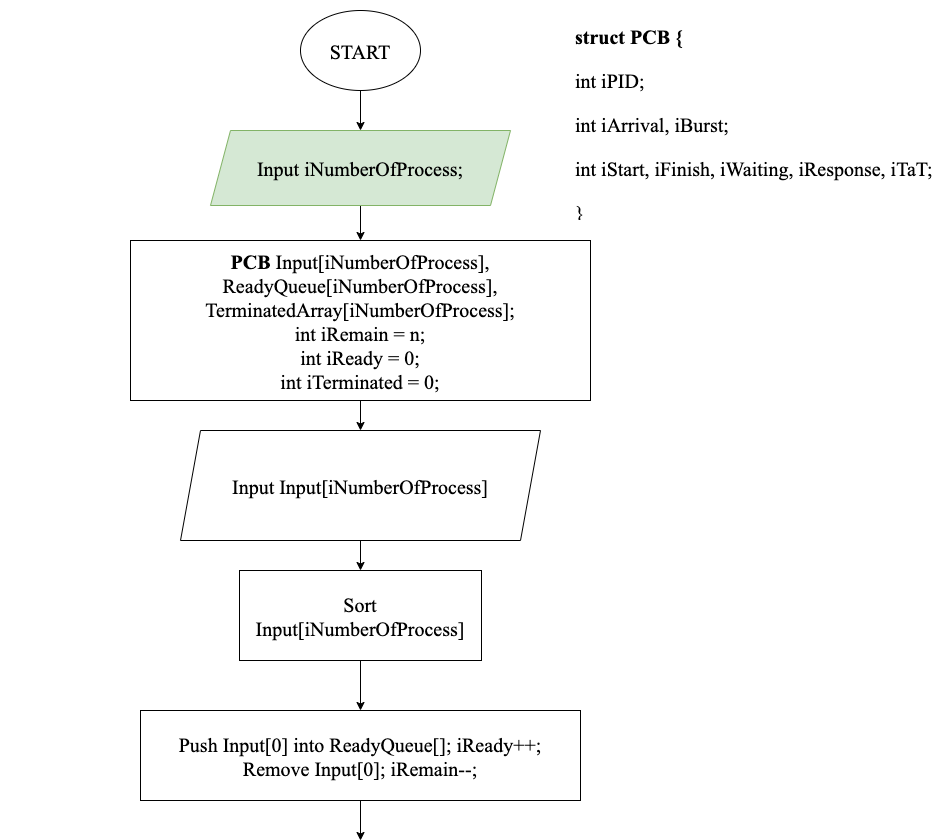 START
struct PCB {
int iPID;
int iArrival, iBurst;
int iStart, iFinish, iWaiting, iResponse, iTaT;
}
Input iNumberOfProcess;
PCB Input[iNumberOfProcess],
ReadyQueue[iNumberOfProcess],
TerminatedArray[iNumberOfProcess];
int iRemain = n;
int iReady = 0;
int iTerminated = 0;
Input Input[iNumberOfProcess]
Sort
Input[iNumberOfProcess]
Push Input[0] into ReadyQueue[]; iReady++;
Remove Input[0]; iRemain--;